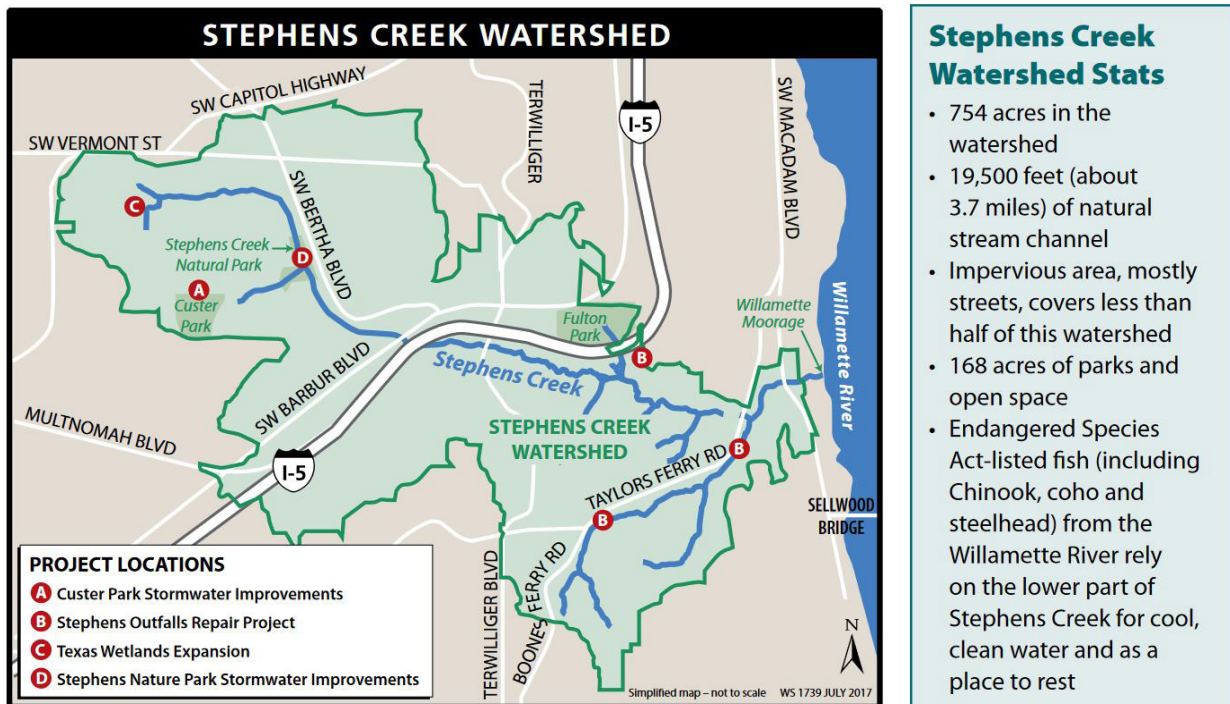 STEPHENS CREEK WATERSHED
SW CAPITOL HIGHWAY
TERWILLIGER
I-5
SW MACADAM BLVD
SW VERMONT ST
SW BERTHA BLVD
C
Stephens Creek
Natural Park
D
A
Custer
Park
Fulton
Park
Willamette
Moorage
Willamette River
B
Stephens Creek
SW BARBUR BLVD
MULTNOMAH BLVD
STEPHENS CREEK
WATERSHED
I-5
B
TAYLORS FERRY RD
B
SELLWOOD
BRIDGE
TERWILLIGER BLVD
BOONES FERRY RD
PROJECT LOCATIONS
A Custer Park Stormwater Improvements
B Stephens Outfalls Repair Project
C Texas Wetlands Expansion
D Stephens Nature Park Stormwater Improvements
N
Simplified map – not to scale WS 1739 JULY 2017
Stephens Creek
Watershed Stats
• 754 acres in the
watershed
• 19,500 feet (about
3.7 miles) of natural
stream channel
• Impervious area, mostly
streets, covers less than
half of this watershed
• 168 acres of parks and
open space
• Endangered Species
Act-listed fish (including
Chinook, coho and
steelhead) from the
Willamette River rely
on the lower part of
Stephens Creek for cool,
clean water and as a
place to rest